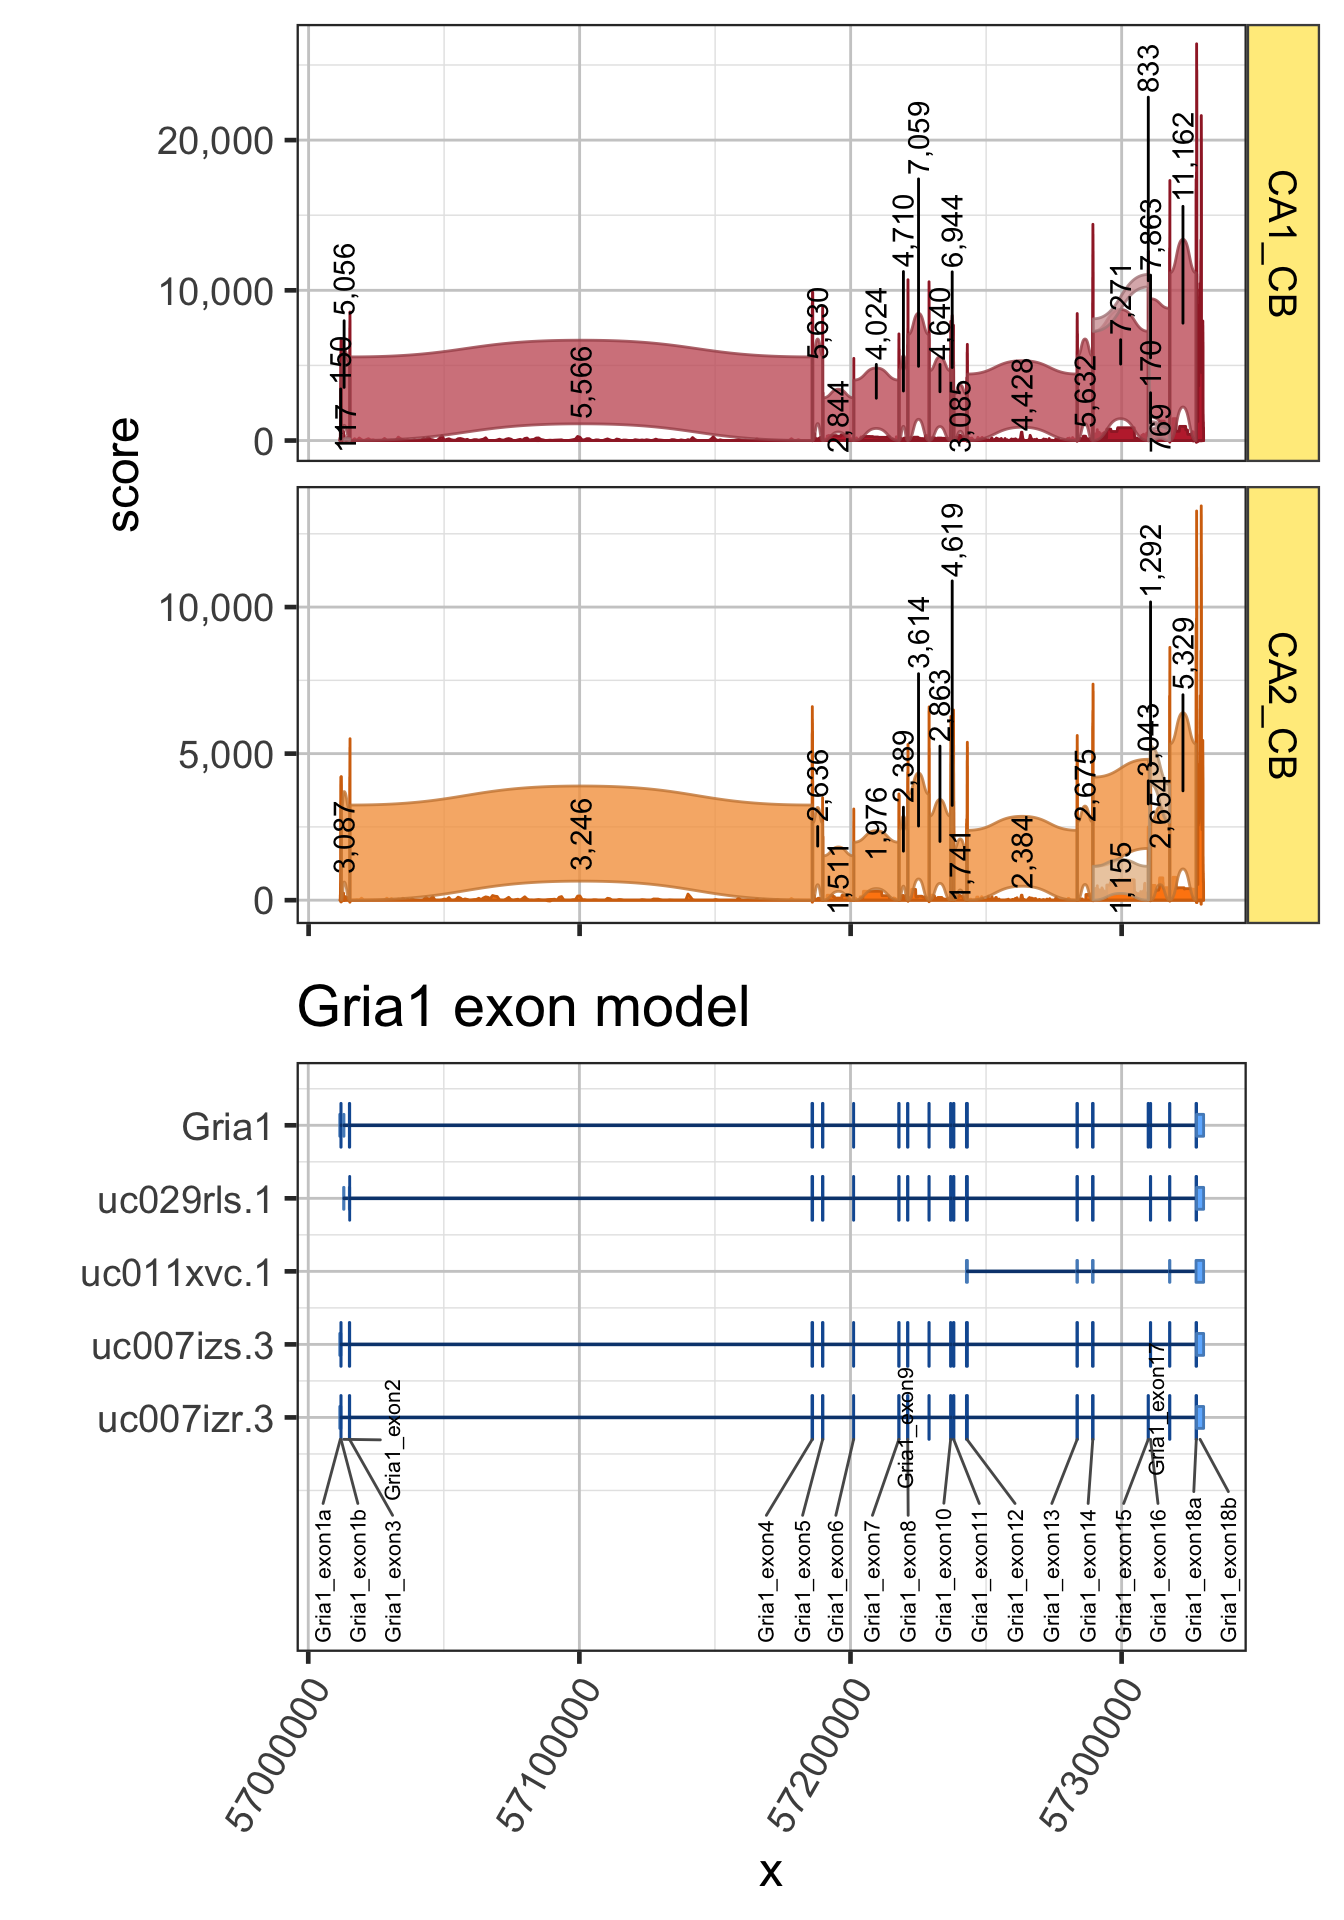 20,000
10,000
0
117
150
5,056
5,566
5,630
2,844
4,024
4,710
7,059
4,640
6,944
3,085
4,428
5,632
7,271
833
7,863
170
769
11,162
CA1_CB
score
10,000
5,000
0
3,087
3,246
2,636
1,511
1,976
2,389
3,614
2,863
4,619
1,741
2,384
2,675
1,155
1,292
3,043
2,654
5,329
CA2_CB
Gria1 exon model
Gria1
uc029rls.1
uc011xvc.1
uc007izs.3
uc007izr.3
Gria1_exon1a
Gria1_exon1b
Gria1_exon2
Gria1_exon3
Gria1_exon4
Gria1_exon5
Gria1_exon6
Gria1_exon7
Gria1_exon8
Gria1_exon9
Gria1_exon10
Gria1_exon11
Gria1_exon12
Gria1_exon13
Gria1_exon14
Gria1_exon15
Gria1_exon16
Gria1_exon17
Gria1_exon18a
Gria1_exon18b
57000000
57100000
57200000
57300000
x